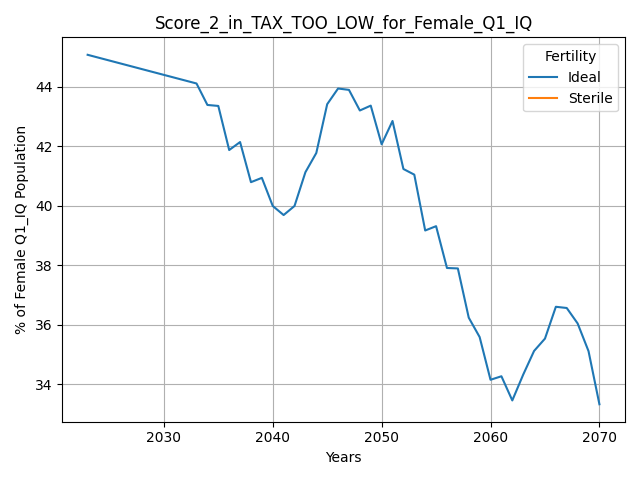 Score_2_in_TAX_TOO_LOW_for_Female_Q1_IQ
Fertility
Ideal
Sterile
% of Female Q1_IQ Population
44
42
40
38
36
34
2030 2040 2050 2060 2070
Years